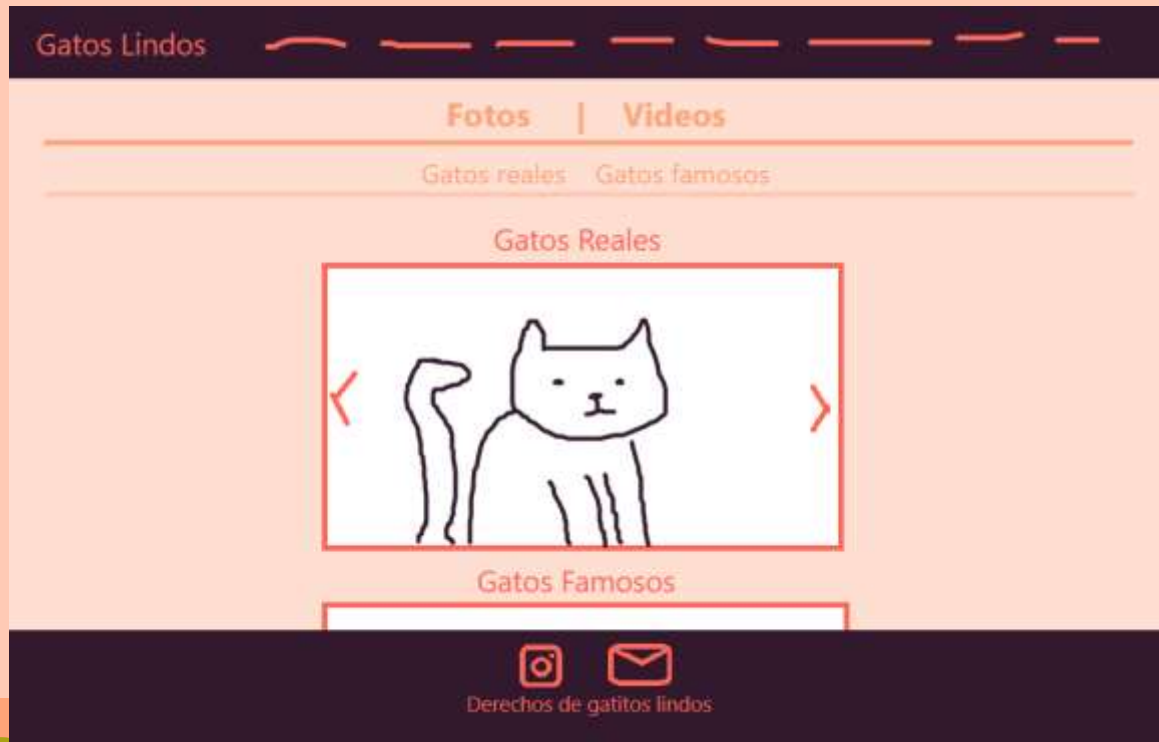 Gatos Lindos
Fotos | Videos
Gatos reales Gatos famosos
Gatos Reales
Gatos Famosos
Derechos de gatitos lindos